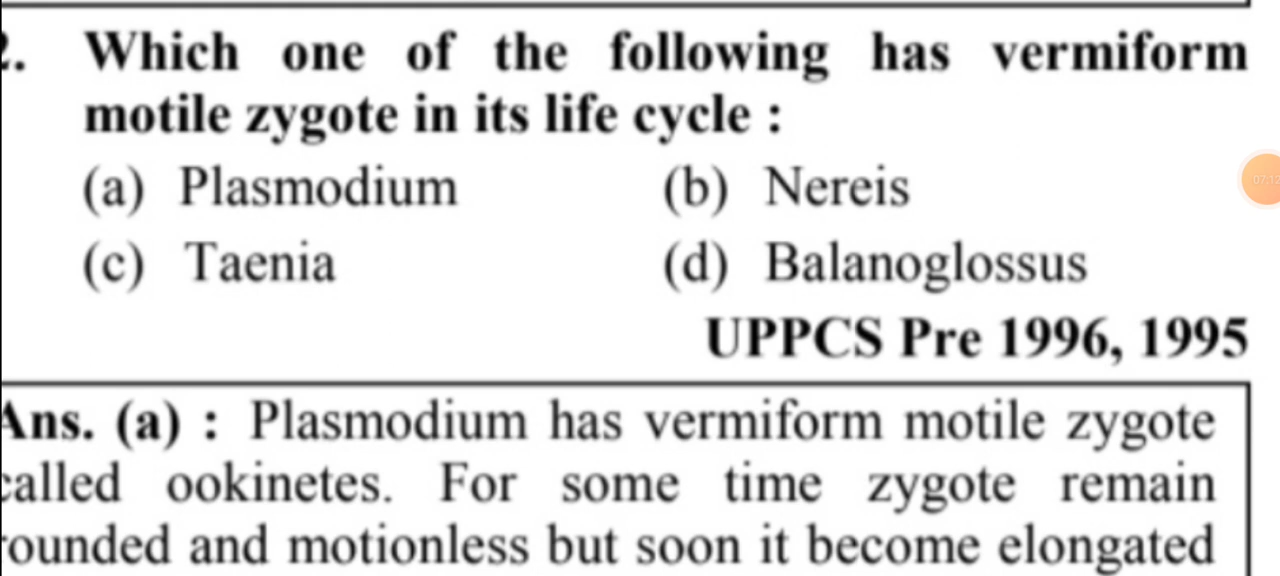 2. Which one of the following has vermiform
motile zygote in its life cycle :
(a) Plasmodium (b) Nereis
(c) Taenia (d) Balanoglossus
UPPCS Pre 1996, 1995
Ans. (a) : Plasmodium has vermiform motile zygote
called ookinetes. For some time zygote remain
rounded and motionless but soon it become elongated